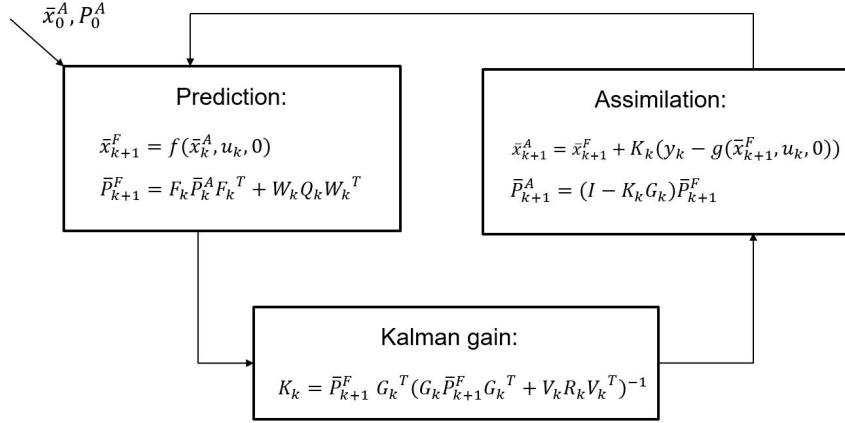 x̄₀ᴬ, P₀ᴬ
Prediction:
x̄ᶠₖ₊₁ = f(x̄ᴬₖ, uₖ, 0)
P̄ᶠₖ₊₁ = FₖP̄ᴬₖFₖᵀ + WₖQₖWₖᵀ
Assimilation:
x̄ᴬₖ₊₁ = x̄ᶠₖ₊₁ + Kₖ(yₖ − g(x̄ᶠₖ₊₁, uₖ, 0))
P̄ᴬₖ₊₁ = (I − KₖGₖ)P̄ᶠₖ₊₁
Kalman gain:
Kₖ = P̄ᶠₖ₊₁ Gₖᵀ(GₖP̄ᶠₖ₊₁Gₖᵀ + VₖRₖVₖᵀ)⁻¹